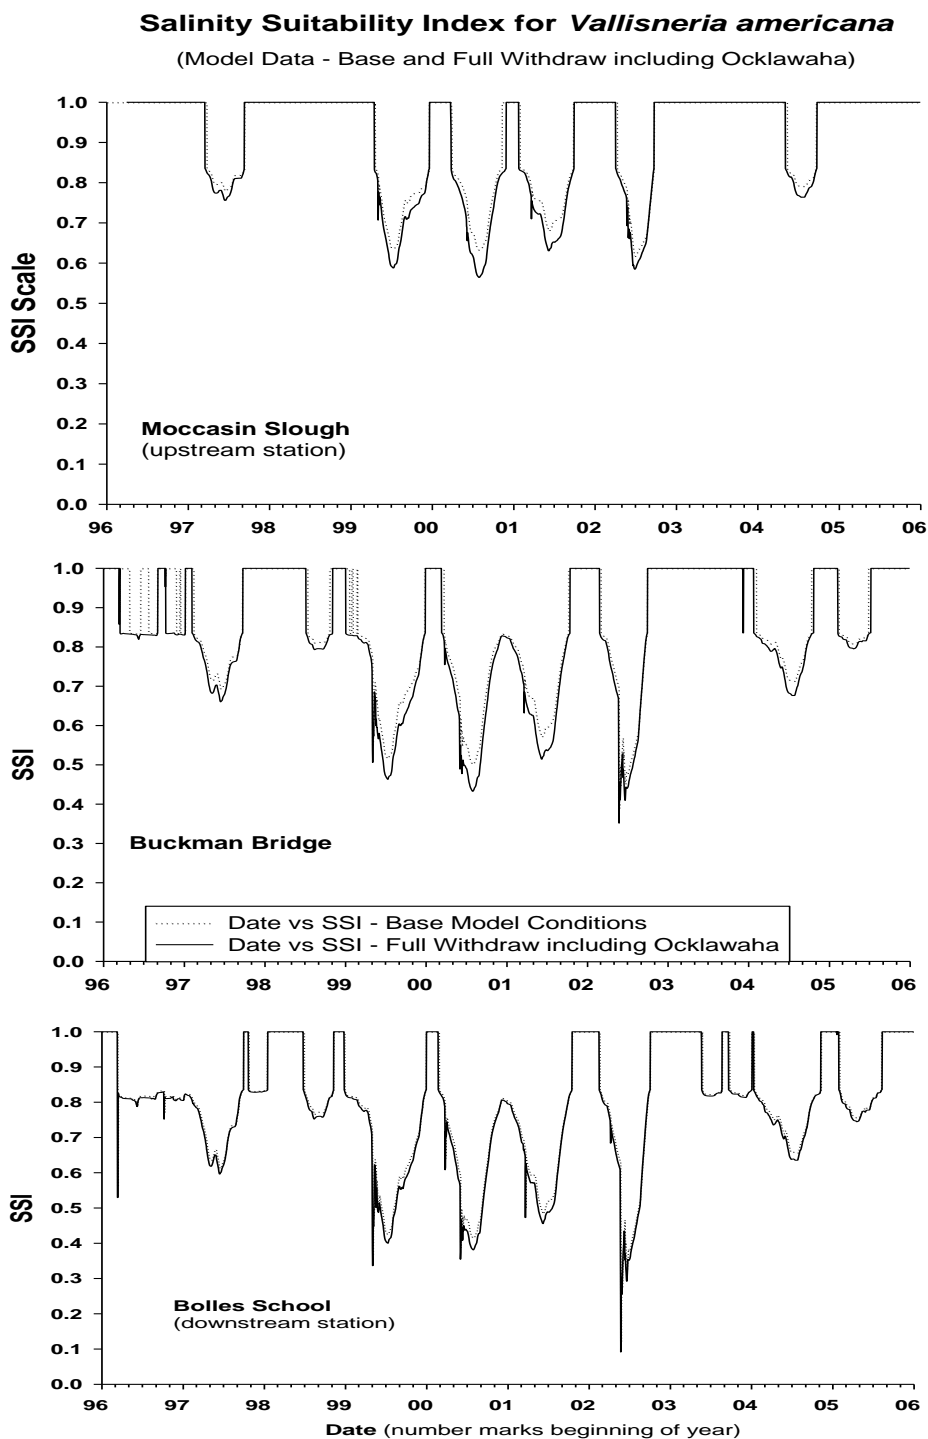 Salinity Suitability Index for Vallisneria americana
(Model Data - Base and Full Withdraw including Ocklawaha)
SSI Scale
1.0
0.9
0.8
0.7
0.6
0.5
0.4
0.3
0.2
0.1
0.0
Moccasin Slough
(upstream station)
96 97 98 99 00 01 02 03 04 05 06
SSI
1.0
0.9
0.8
0.7
0.6
0.5
0.4
0.3
0.2
0.1
0.0
Buckman Bridge
Date vs SSI - Base Model Conditions
Date vs SSI - Full Withdraw including Ocklawaha
96 97 98 99 00 01 02 03 04 05 06
SSI
1.0
0.9
0.8
0.7
0.6
0.5
0.4
0.3
0.2
0.1
0.0
Bolles School
(downstream station)
96 97 98 99 00 01 02 03 04 05 06
Date (number marks beginning of year)